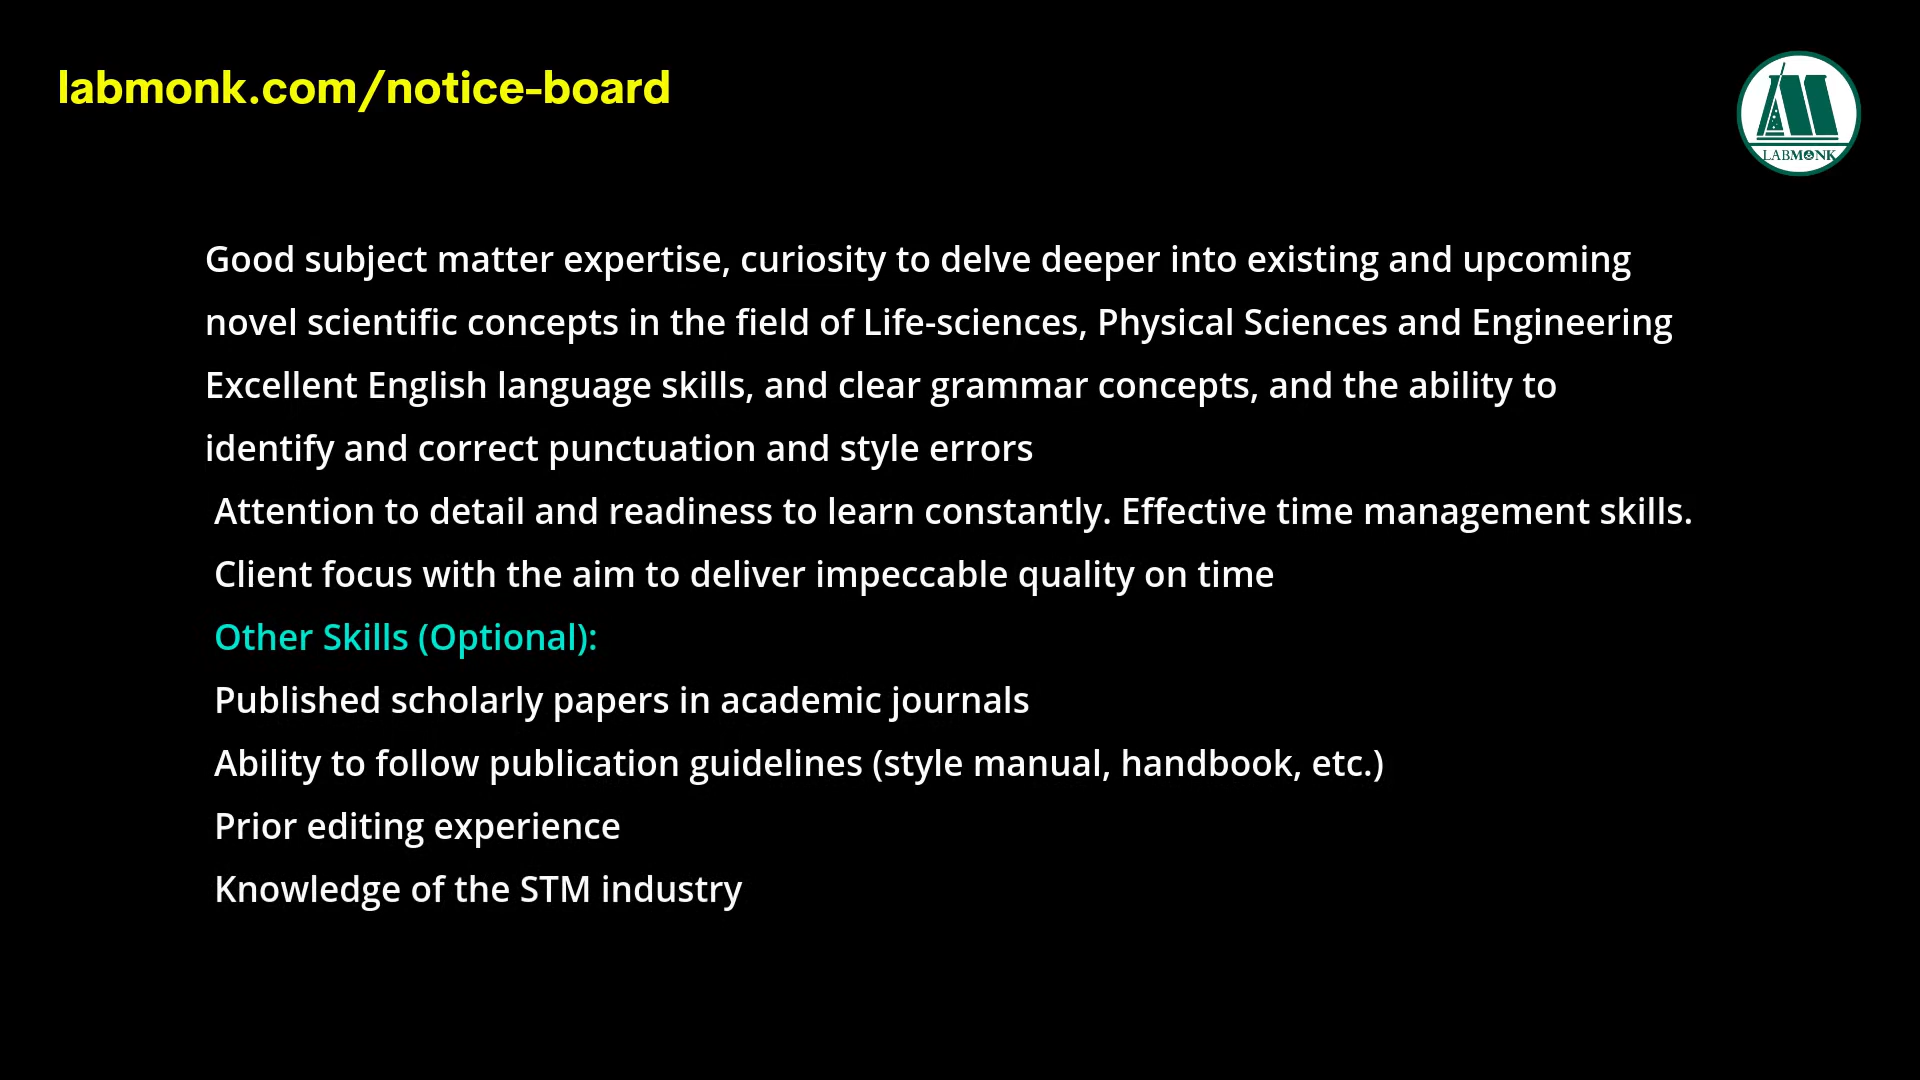 labmonk.com/notice-board
LABMONK
Good subject matter expertise, curiosity to delve deeper into existing and upcoming
novel scientific concepts in the field of Life-sciences, Physical Sciences and Engineering
Excellent English language skills, and clear grammar concepts, and the ability to
identify and correct punctuation and style errors
Attention to detail and readiness to learn constantly. Effective time management skills.
Client focus with the aim to deliver impeccable quality on time
Other Skills (Optional):
Published scholarly papers in academic journals
Ability to follow publication guidelines (style manual, handbook, etc.)
Prior editing experience
Knowledge of the STM industry